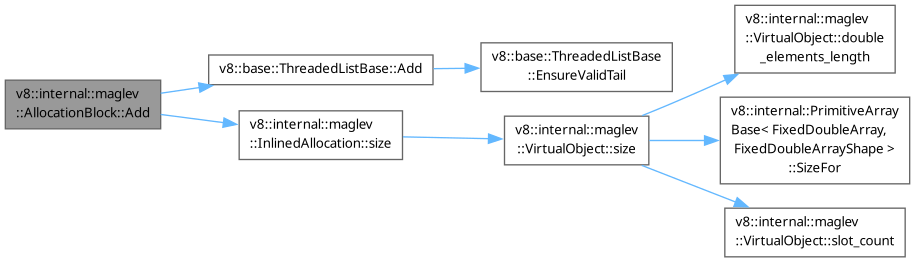 v8::internal::maglev
::AllocationBlock::Add
v8::base::ThreadedListBase::Add
v8::base::ThreadedListBase
::EnsureValidTail
v8::internal::maglev
::InlinedAllocation::size
v8::internal::maglev
::VirtualObject::size
v8::internal::maglev
::VirtualObject::double
_elements_length
v8::internal::PrimitiveArray
Base< FixedDoubleArray,
FixedDoubleArrayShape >
::SizeFor
v8::internal::maglev
::VirtualObject::slot_count